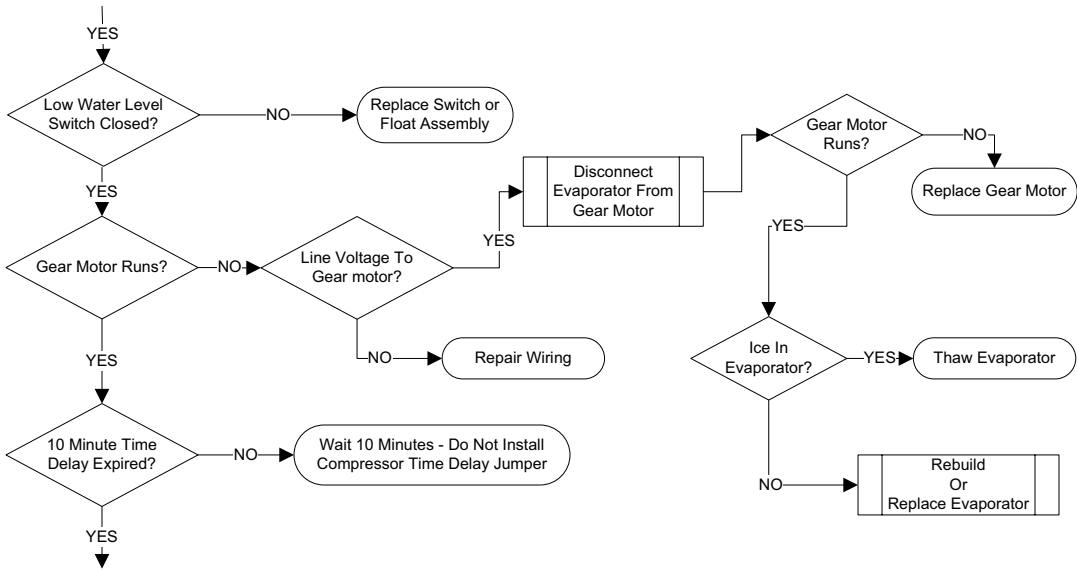 YES
Low Water Level
Switch Closed?
NO
Replace Switch or
Float Assembly
YES
Gear Motor Runs?
NO
Line Voltage To
Gear motor?
YES
Disconnect
Evaporator From
Gear Motor
Gear Motor
Runs?
NO
Replace Gear Motor
YES
NO
Repair Wiring
Ice In
Evaporator?
YES
Thaw Evaporator
YES
10 Minute Time
Delay Expired?
NO
Wait 10 Minutes - Do Not Install
Compressor Time Delay Jumper
NO
Rebuild
Or
Replace Evaporator
YES